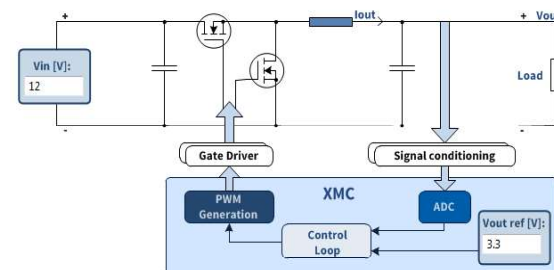 +
Iout
+ Vou
Vin [V]:
12
Load
-
-
Gate Driver
Signal conditioning
XMC
PWM
Generation
ADC
Control
Loop
Vout ref [V]:
3.3